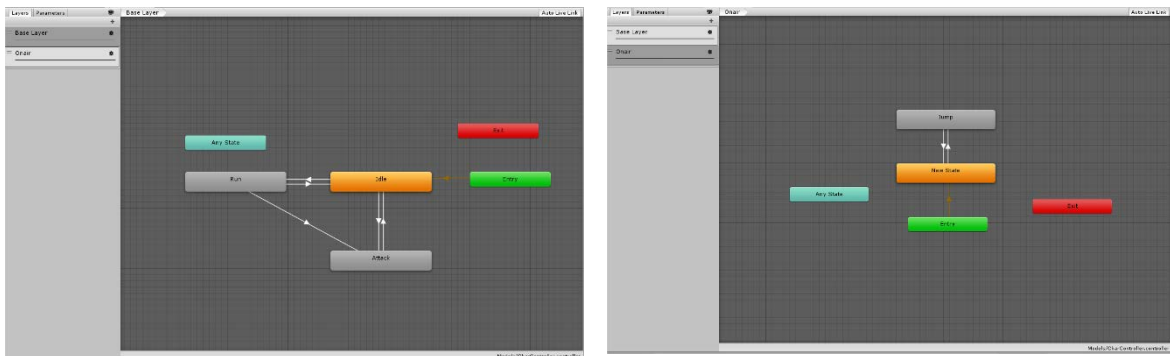 Layers Parameters
Base Layer
Auto Live Link
+
Base Layer
Onair
Exit
Any State
Run
Idle
Entry
Attack
Layers Parameters
Onair
Auto Live Link
+
Base Layer
Onair
Jump
New State
Any State
Exit
Entry